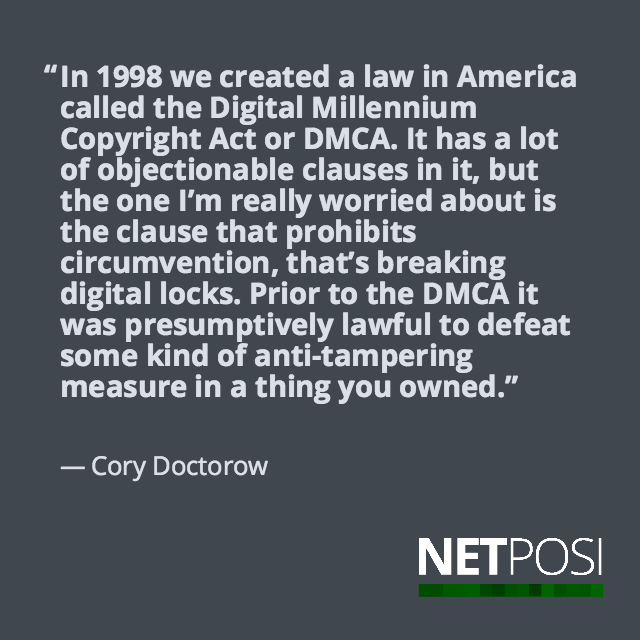 “In 1998 we created a law in America
called the Digital Millennium
Copyright Act or DMCA. It has a lot
of objectionable clauses in it, but
the one I’m really worried about is
the clause that prohibits
circumvention, that’s breaking
digital locks. Prior to the DMCA it
was presumptively lawful to defeat
some kind of anti-tampering
measure in a thing you owned.”
— Cory Doctorow
NETPOSI